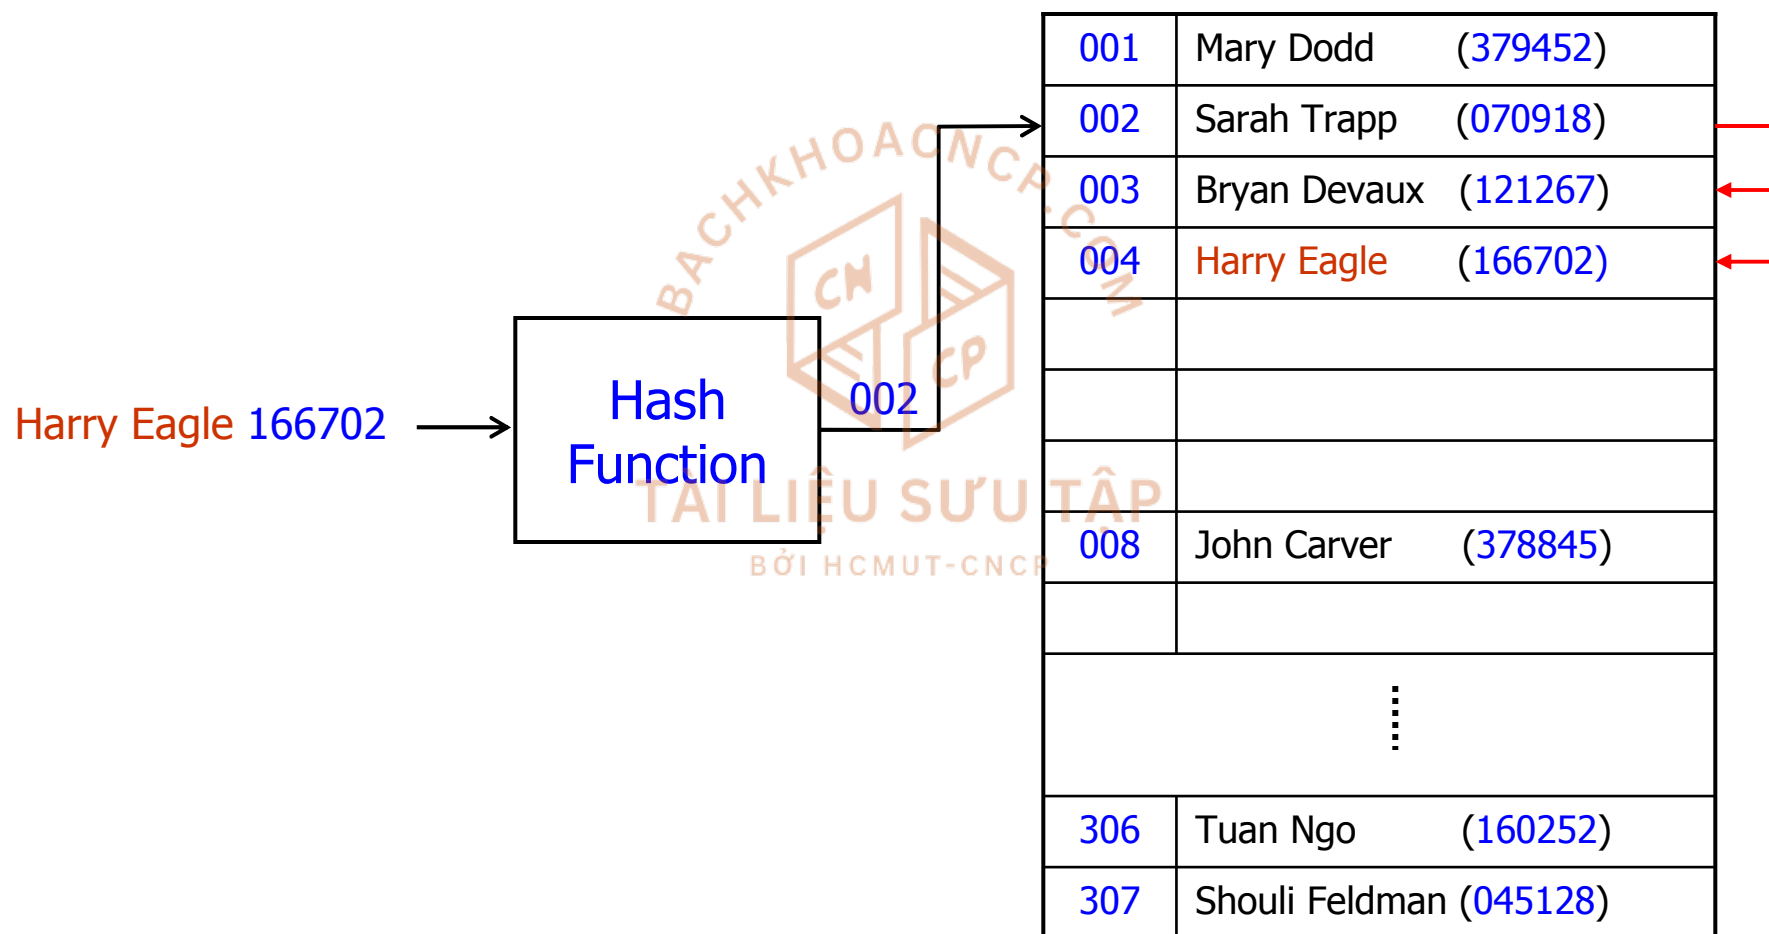 001 Mary Dodd (379452)
002 Sarah Trapp (070918)
003 Bryan Devaux (121267)
004 Harry Eagle (166702)
Harry Eagle 166702
Hash
Function
002
008 John Carver (378845)
306 Tuan Ngo (160252)
307 Shouli Feldman (045128)
BACHKHOACNCP.COM
CN
CP
TÀI LIỆU SƯU TẬP
BỞI HCMUT-CNCP